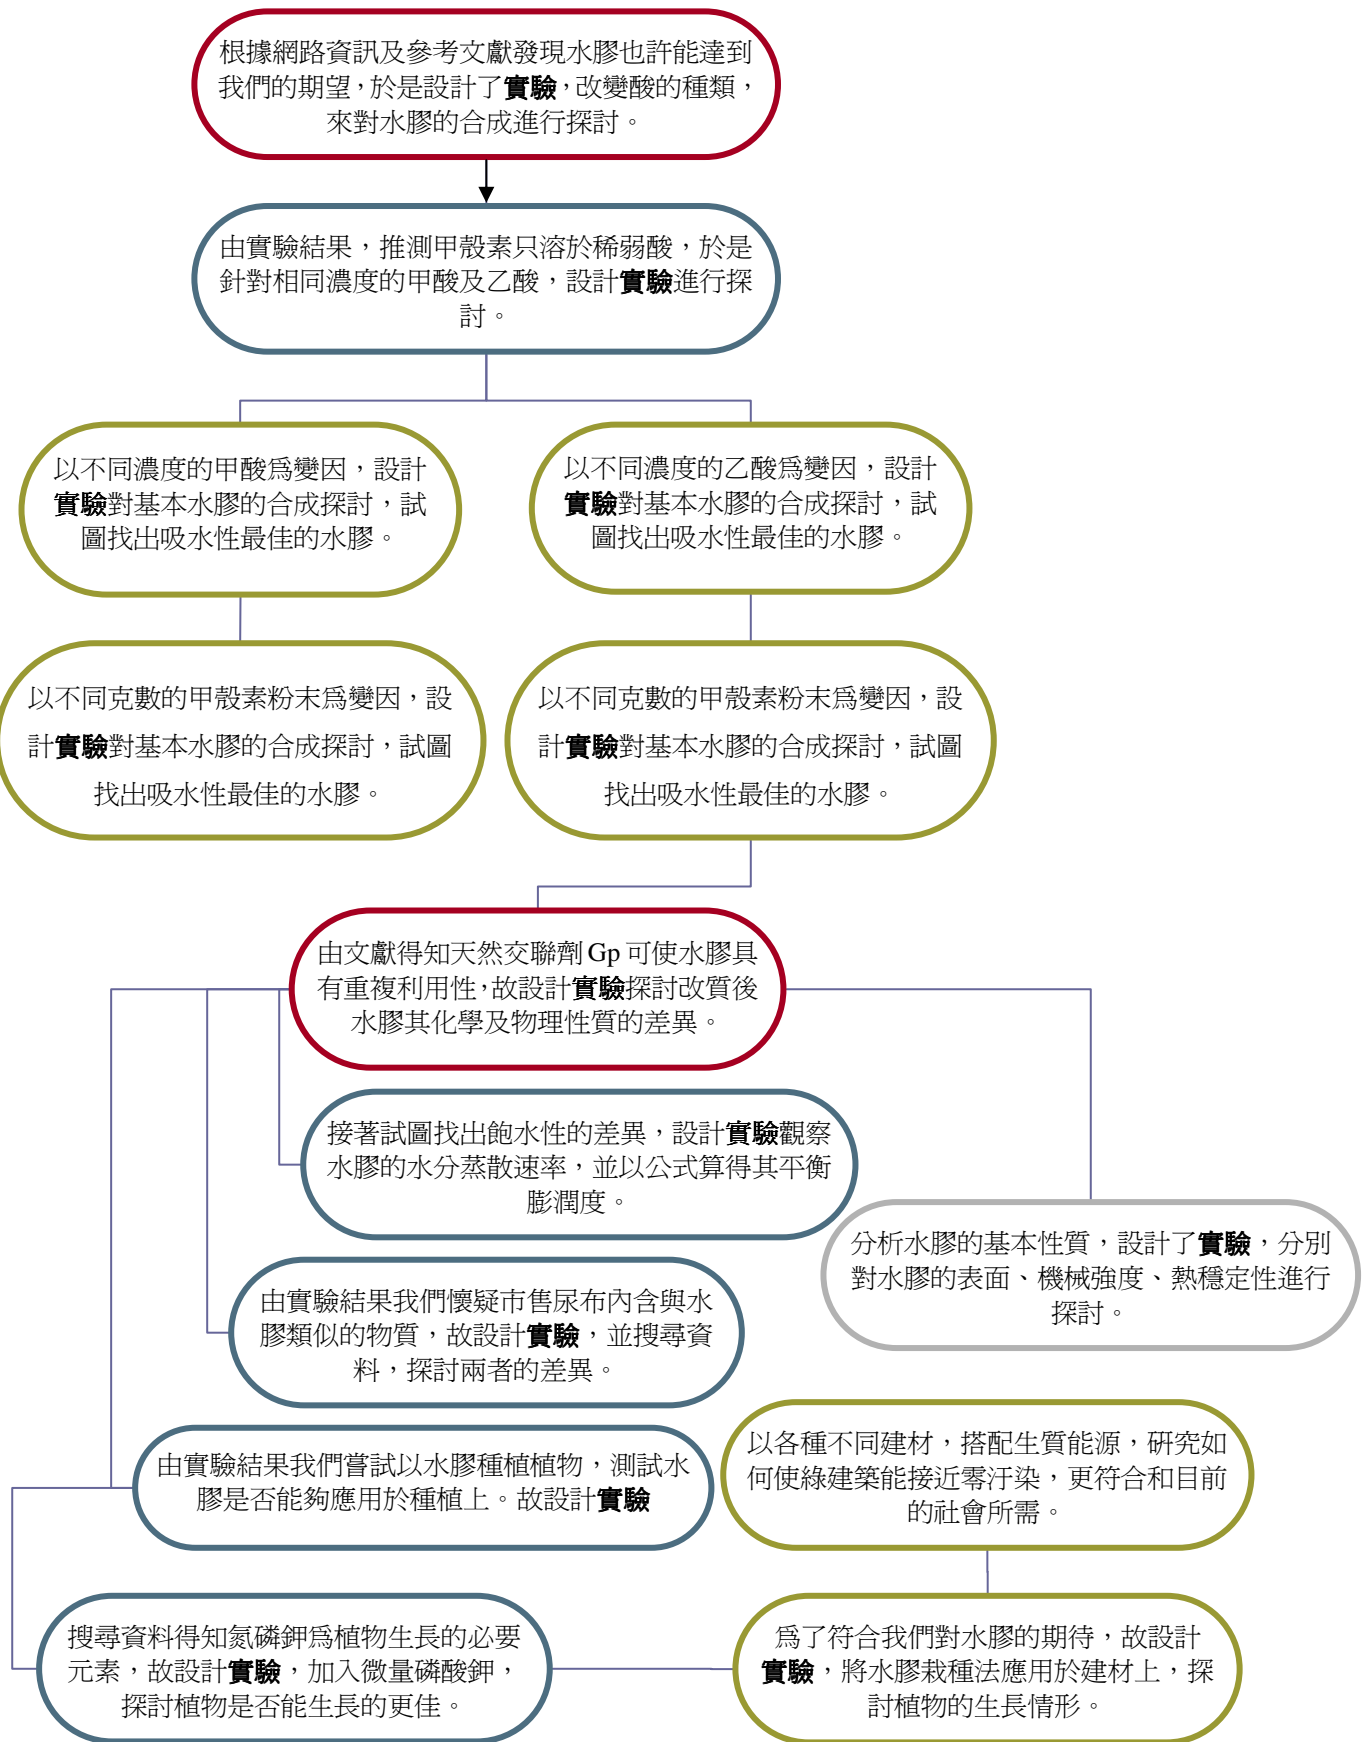 根據網路資訊及參考文獻發現水膠也許能達到
我們的期望，於是設計了實驗，改變酸的種類，
來對水膠的合成進行探討。
由實驗結果，推測甲殼素只溶於稀弱酸，於是
針對相同濃度的甲酸及乙酸，設計實驗進行探
討。
以不同濃度的甲酸為變因，設計
實驗對基本水膠的合成探討，試
圖找出吸水性最佳的水膠。
以不同濃度的乙酸為變因，設計
實驗對基本水膠的合成探討，試
圖找出吸水性最佳的水膠。
以不同克數的甲殼素粉末為變因，設
計實驗對基本水膠的合成探討，試圖
找出吸水性最佳的水膠。
以不同克數的甲殼素粉末為變因，設
計實驗對基本水膠的合成探討，試圖
找出吸水性最佳的水膠。
由文獻得知天然交聯劑 Gp 可使水膠具
有重複利用性，故設計實驗探討改質後
水膠其化學及物理性質的差異。
接著試圖找出飽水性的差異，設計實驗觀察
水膠的水分蒸散速率，並以公式算得其平衡
膨潤度。
分析水膠的基本性質，設計了實驗，分別
對水膠的表面、機械強度、熱穩定性進行
探討。
由實驗結果我們懷疑市售尿布內含與水
膠類似的物質，故設計實驗，並搜尋資
料，探討兩者的差異。
由實驗結果我們嘗試以水膠種植植物，測試水
膠是否能夠應用於種植上。故設計實驗
以各種不同建材，搭配生質能源，研究如
何使綠建築能接近零汙染，更符合和目前
的社會所需。
搜尋資料得知氮磷鉀為植物生長的必要
元素，故設計實驗，加入微量磷酸鉀，
探討植物是否能生長的更佳。
為了符合我們對水膠的期待，故設計
實驗，將水膠栽種法應用於建材上，探
討植物的生長情形。